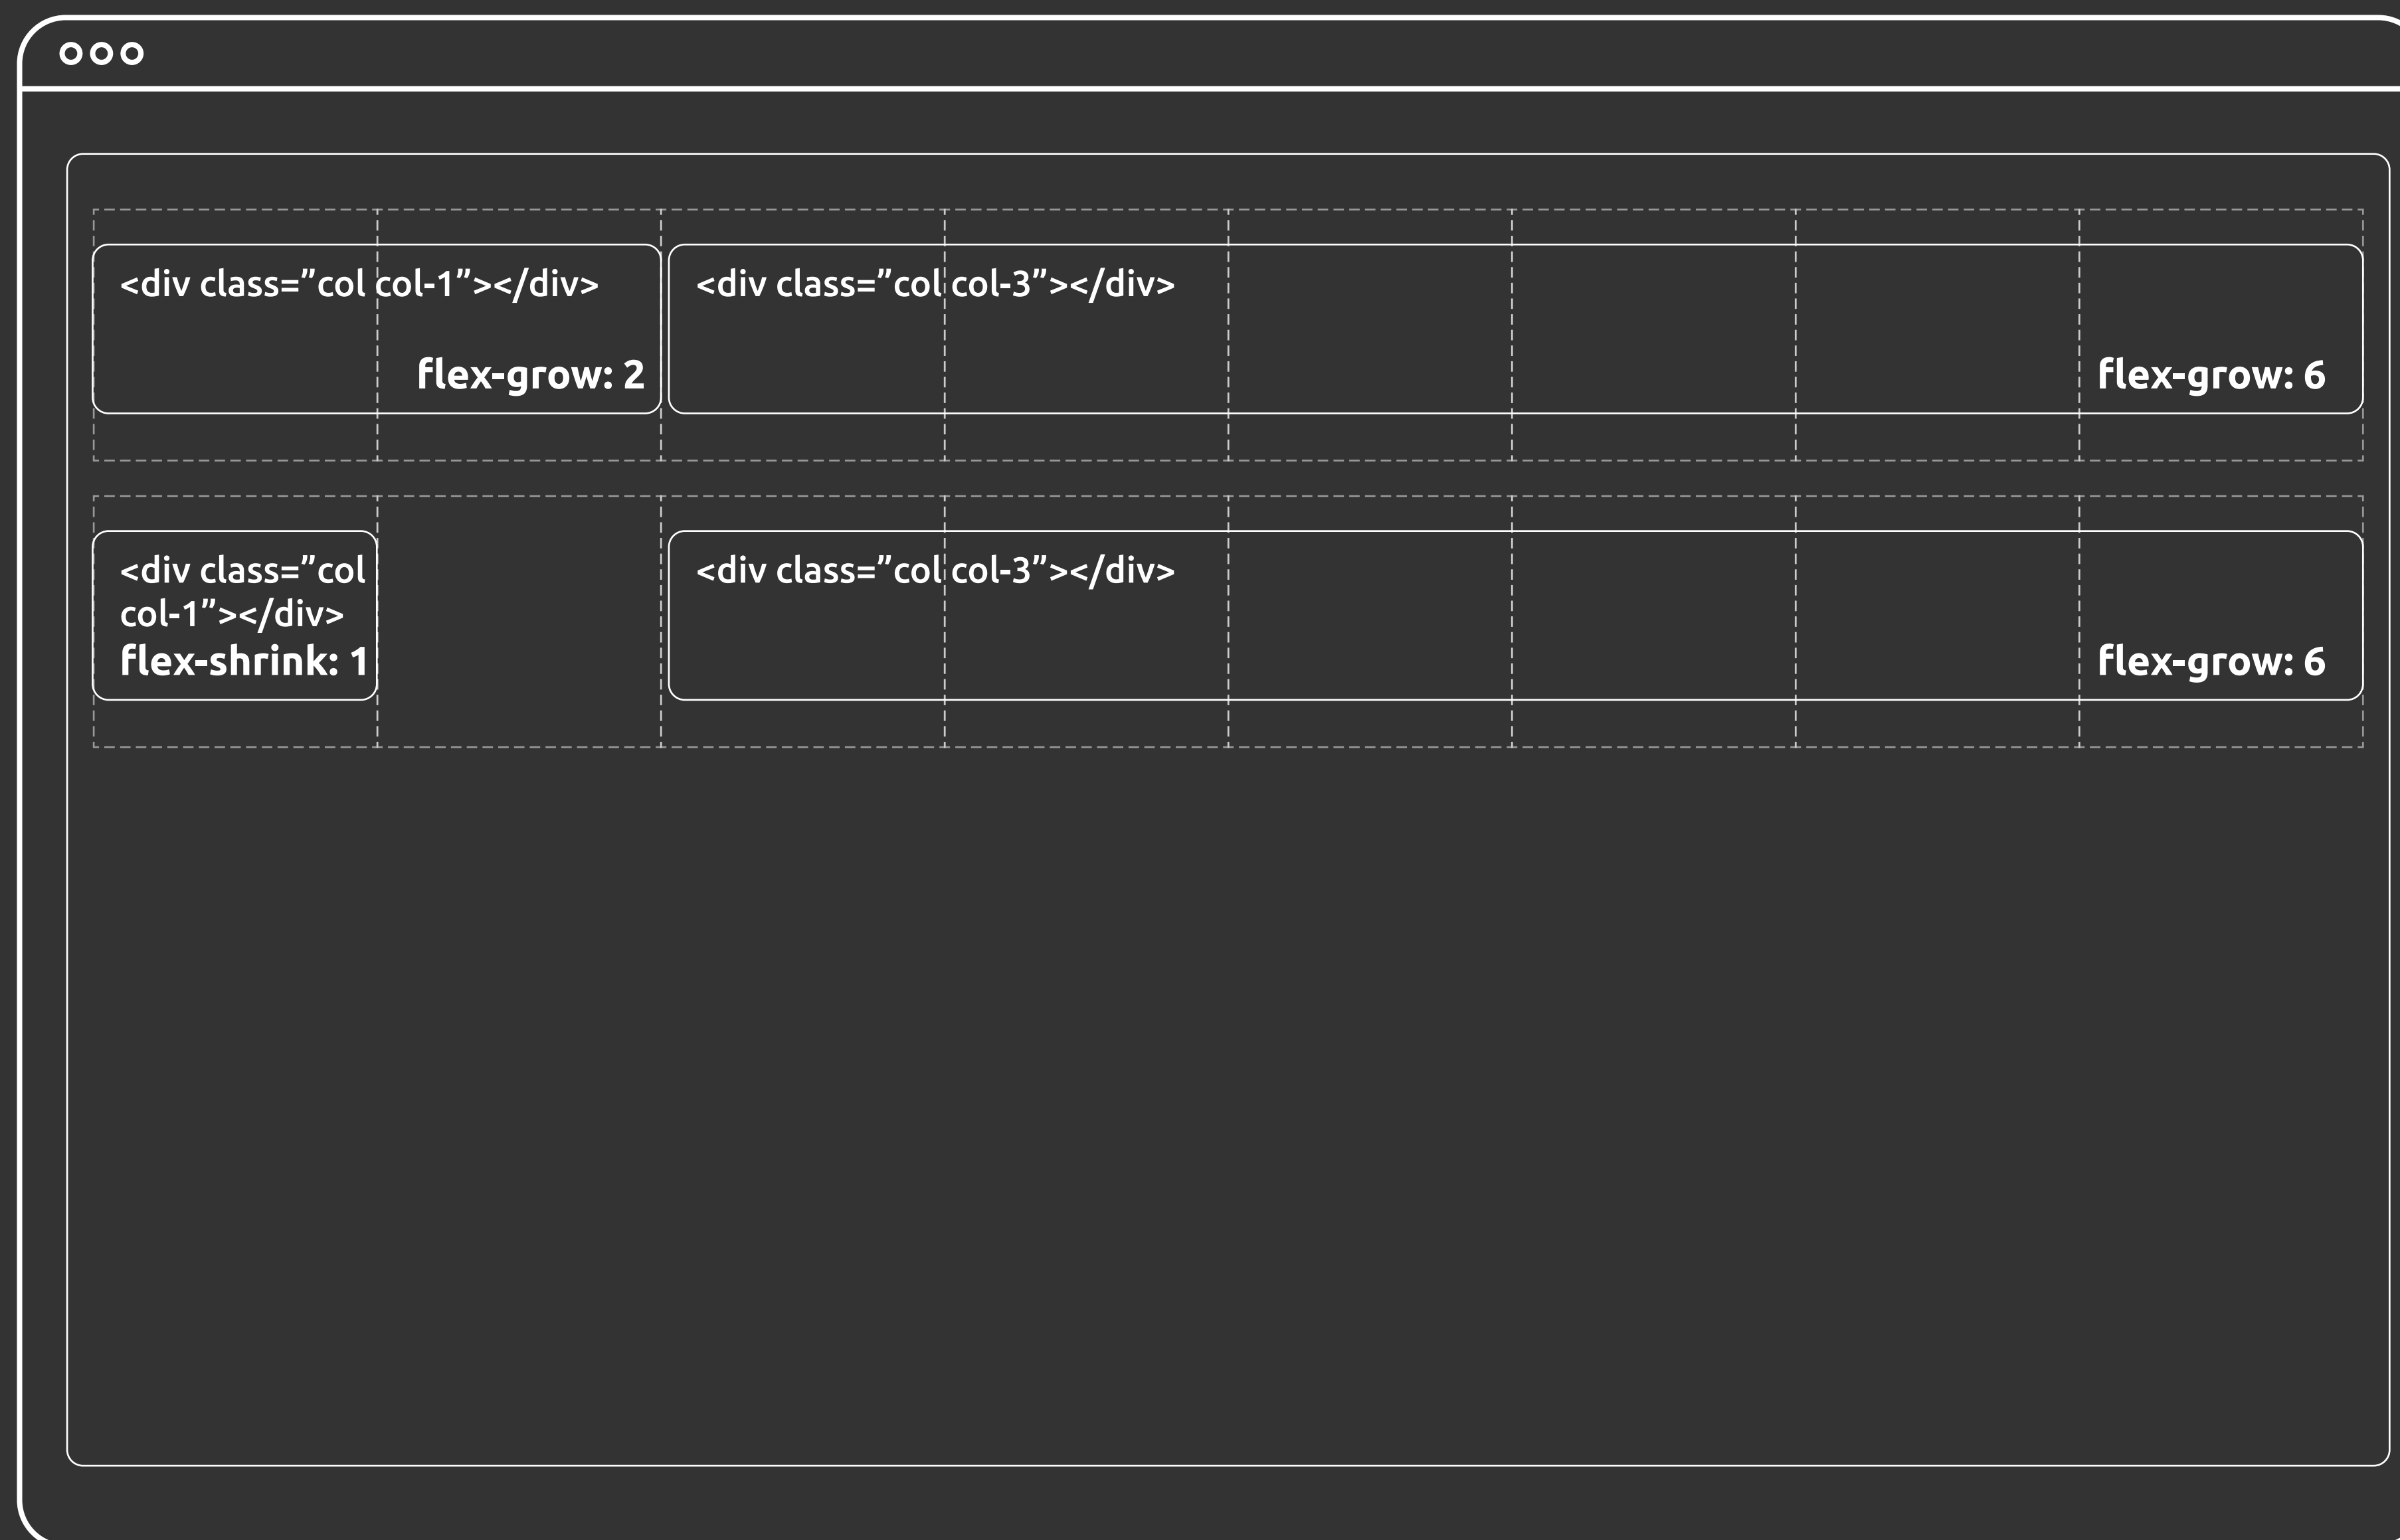 <div class=”col col-1”></div>
<div class=”col col-3”></div>
flex-grow: 2
flex-grow: 6
<div class=”col
col-1”></div>
flex-shrink: 1
<div class=”col col-3”></div>
flex-grow: 6